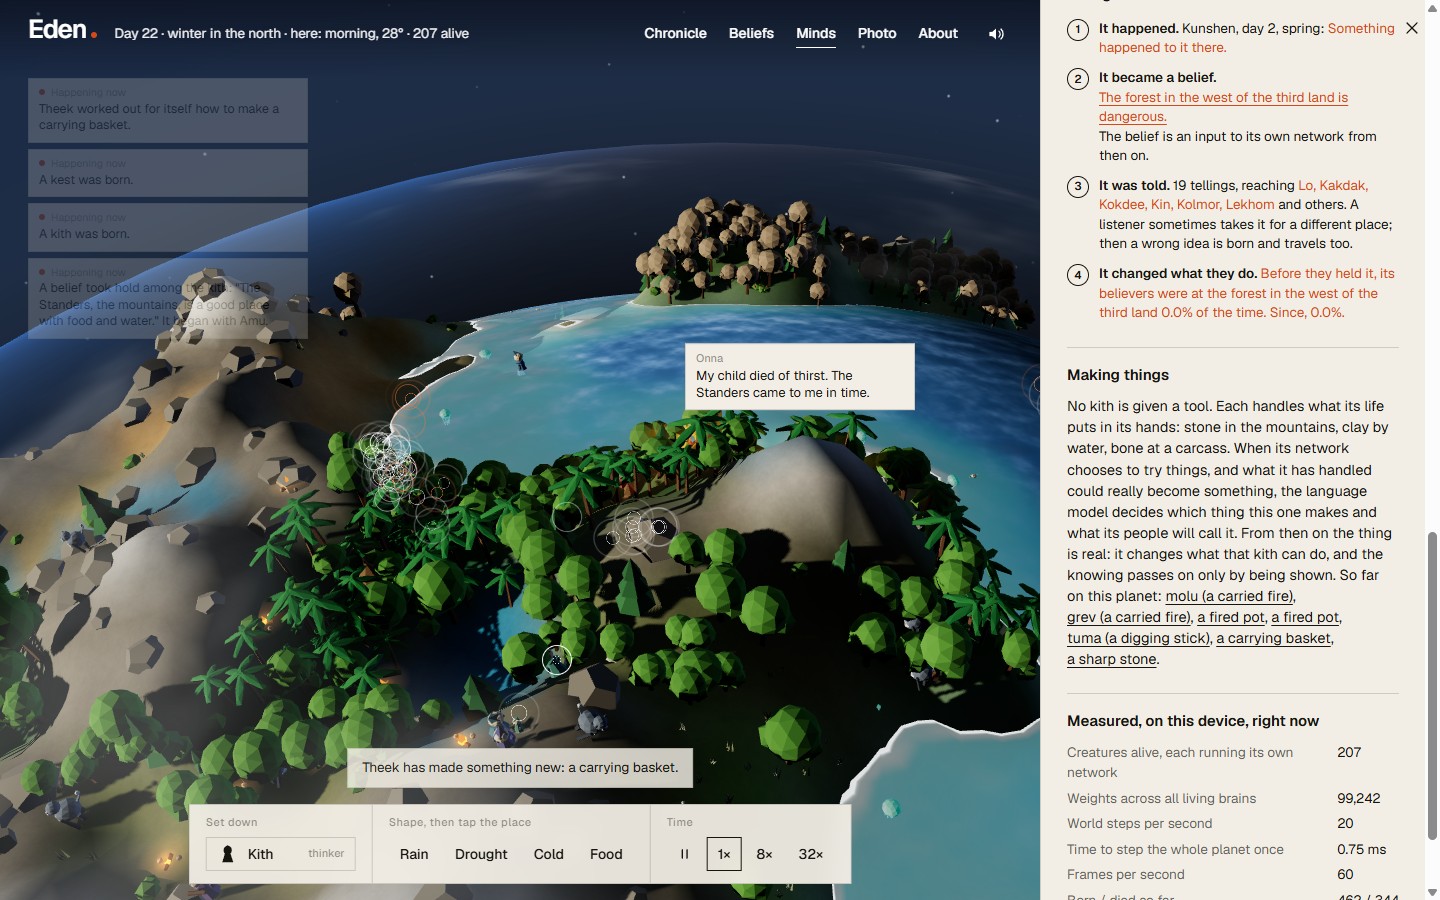 Eden.
Day 22 · winter in the north · here: morning, 28° · 207 alive
Chronicle Beliefs Minds Photo About
Happening now
Theek worked out for itself how to make a
carrying basket.
Happening now
A kest was born.
Happening now
A kith was born.
Happening now
A belief took hold among the kith: "The
Standers, the mountains, is a good place
with food and water." It began with Amu.
Onna
My child died of thirst. The
Standers came to me in time.
Theek has made something new: a carrying basket.
Set down
Kith thinker
Shape, then tap the place
Rain Drought Cold Food
Time
1× 8× 32×
1 It happened. Kunshen, day 2, spring: Something
happened to it there.
2 It became a belief.
The forest in the west of the third land is
dangerous.
The belief is an input to its own network from
then on.
3 It was told. 19 tellings, reaching Lo, Kakdak,
Kokdee, Kin, Kolmor, Lekhom and others. A
listener sometimes takes it for a different place;
then a wrong idea is born and travels too.
4 It changed what they do. Before they held it, its
believers were at the forest in the west of the
third land 0.0% of the time. Since, 0.0%.
Making things
No kith is given a tool. Each handles what its life
puts in its hands: stone in the mountains, clay by
water, bone at a carcass. When its network
chooses to try things, and what it has handled
could really become something, the language
model decides which thing this one makes and
what its people will call it. From then on the thing
is real: it changes what that kith can do, and the
knowing passes on only by being shown. So far
on this planet: molu (a carried fire),
grev (a carried fire), a fired pot, a fired pot,
tuma (a digging stick), a carrying basket,
a sharp stone.
Measured, on this device, right now
Creatures alive, each running its own
network 207
Weights across all living brains 99,242
World steps per second 20
Time to step the whole planet once 0.75 ms
Frames per second 60
Born / died so far 462 / 344